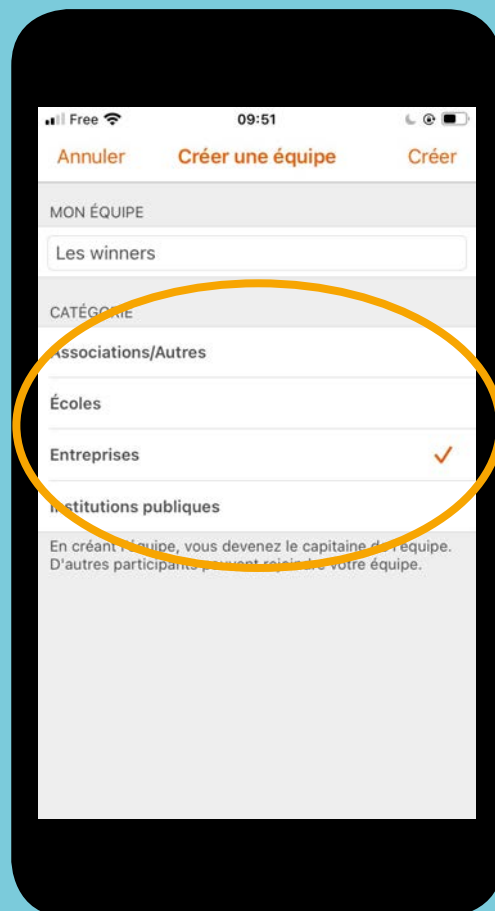 Free 09:51
Annuler Créer une équipe Créer
MON ÉQUIPE
Les winners
CATÉGORIE
Associations/Autres
Écoles
Entreprises
Institutions publiques
En créant l'équipe, vous devenez le capitaine de l'équipe.
D'autres participants peuvent rejoindre votre équipe.